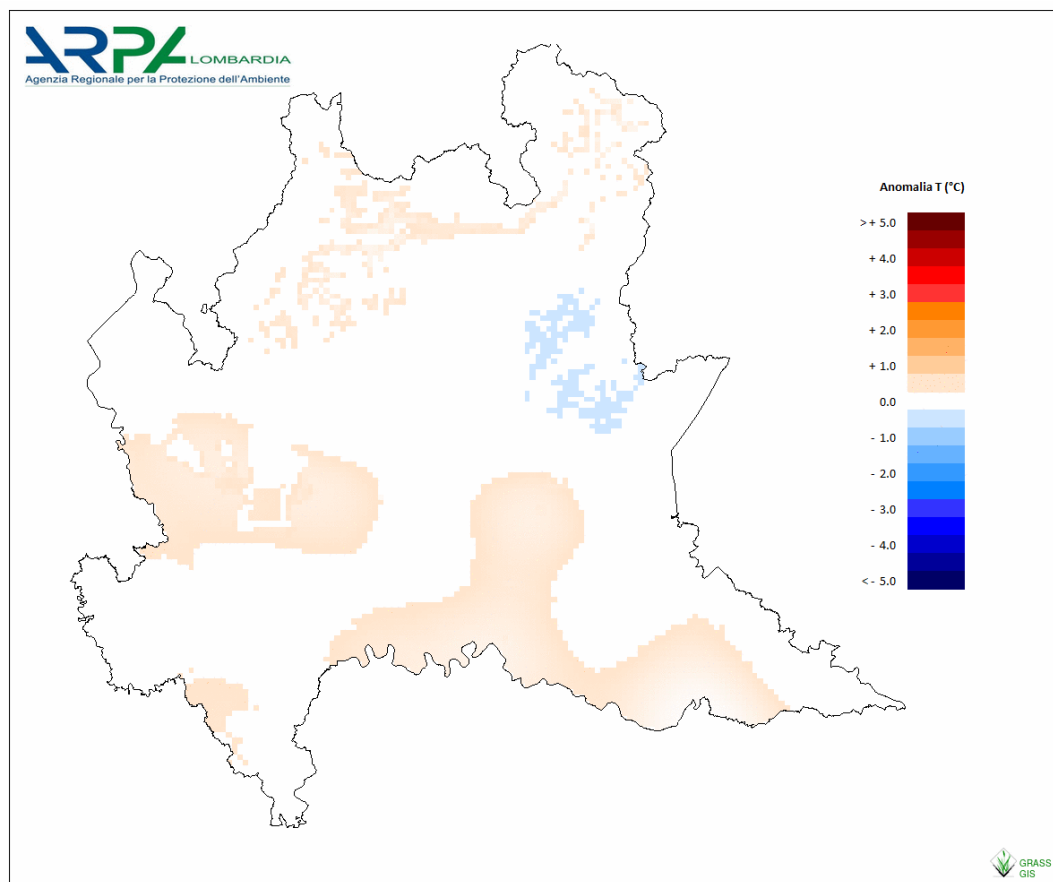 ARPA LOMBARDIA
Agenzia Regionale per la Protezione dell'Ambiente
Anomalia T (°C)
>+ 5.0
+ 4.0
+ 3.0
+ 2.0
+ 1.0
0.0
- 1.0
- 2.0
- 3.0
- 4.0
<- 5.0
GRASS
GIS